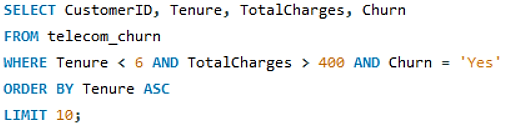 SELECT CustomerID, Tenure, TotalCharges, Churn
FROM telecom_churn
WHERE Tenure < 6 AND TotalCharges > 400 AND Churn = 'Yes'
ORDER BY Tenure ASC
LIMIT 10;